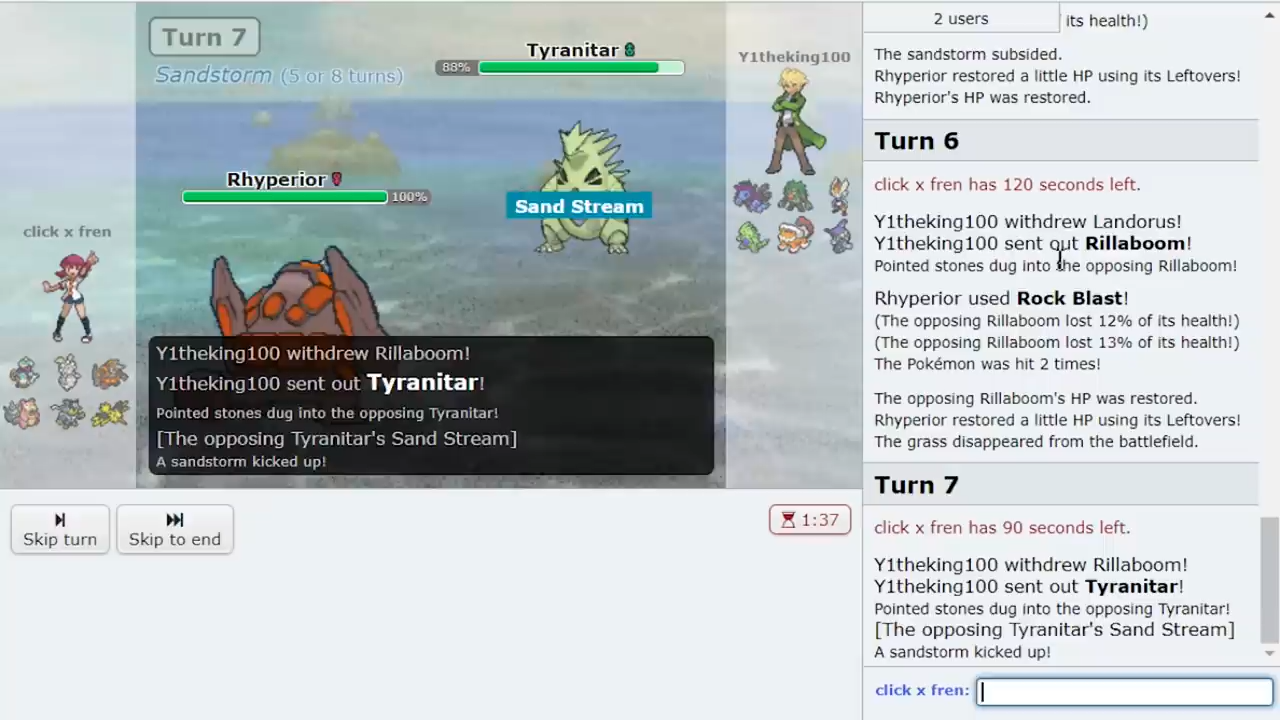 Turn 7
Sandstorm (5 or 8 turns)
Tyranitar
88%
Y1theking100
Rhyperior
100%
Sand Stream
click x fren
Y1theking100 withdrew Rillaboom!
Y1theking100 sent out Tyranitar!
Pointed stones dug into the opposing Tyranitar!
[The opposing Tyranitar's Sand Stream]
A sandstorm kicked up!
Skip turn
Skip to end
1:37
2 users
its health!)
The sandstorm subsided.
Rhyperior restored a little HP using its Leftovers!
Rhyperior's HP was restored.
Turn 6
click x fren has 120 seconds left.
Y1theking100 withdrew Landorus!
Y1theking100 sent out Rillaboom!
Pointed stones dug into the opposing Rillaboom!
Rhyperior used Rock Blast!
(The opposing Rillaboom lost 12% of its health!)
(The opposing Rillaboom lost 13% of its health!)
The Pokémon was hit 2 times!
The opposing Rillaboom's HP was restored.
Rhyperior restored a little HP using its Leftovers!
The grass disappeared from the battlefield.
Turn 7
click x fren has 90 seconds left.
Y1theking100 withdrew Rillaboom!
Y1theking100 sent out Tyranitar!
Pointed stones dug into the opposing Tyranitar!
[The opposing Tyranitar's Sand Stream]
A sandstorm kicked up!
click x fren: